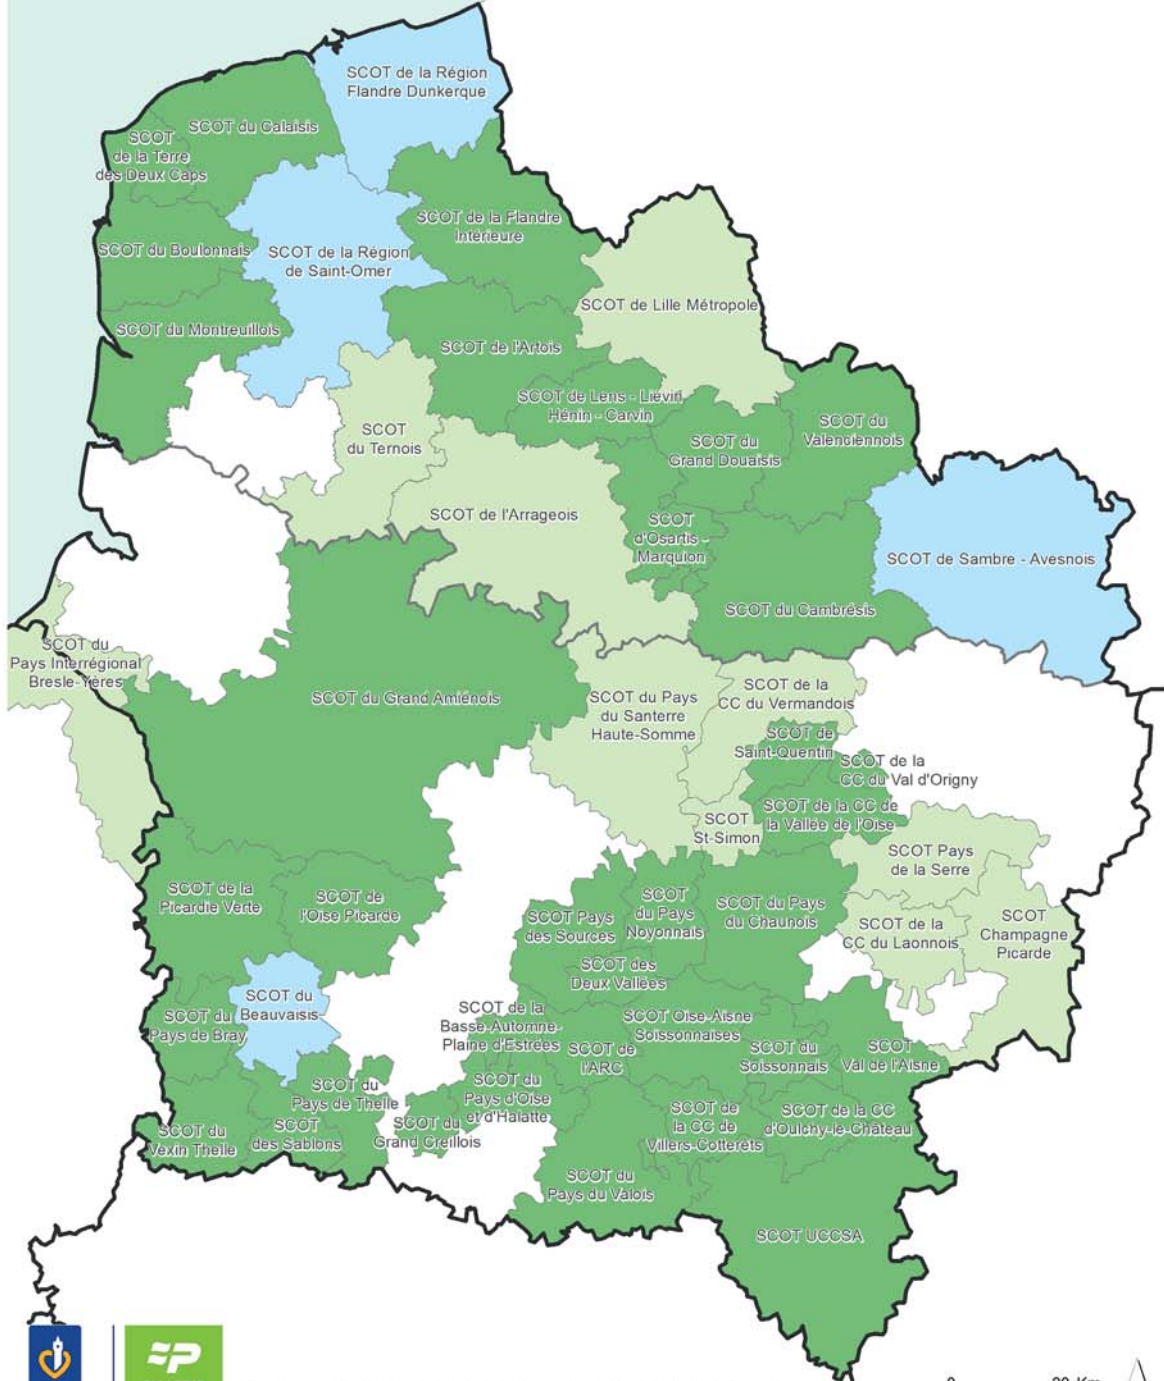 SCOT de la Région
Flandre Dunkerque
SCOT du Calaisis
SCOT
de la Terre
des Deux Caps
SCOT de la Flandre
Intérieure
SCOT du Boulonnais
SCOT de la Région
de Saint-Omer
SCOT de Lille Métropole
SCOT du Montreuillois
SCOT de l'Artois
SCOT de Lens - Liévin
Hénin - Carvin
SCOT
du Ternois
SCOT du
Grand Douaisis
SCOT du
Valenciennois
SCOT de l'Arrageois
SCOT
d'Osartis -
Marquion
SCOT de Sambre - Avesnois
SCOT du Cambrésis
SCOT du
Pays Interrégional
Bresle-Yères
SCOT du Grand Amiénois
SCOT du Pays
du Santerre
Haute-Somme
SCOT de la
CC du Vermandois
SCOT de
Saint-Quentin
SCOT de la
CC du Val d'Origny
SCOT de la CC de
la Vallée de l'Oise
SCOT
St-Simon
SCOT Pays
de la Serre
SCOT de la
Picardie Verte
SCOT de
l'Oise Picarde
SCOT Pays
des Sources
SCOT
du Pays
Noyonnais
SCOT du Pays
du Chaunois
SCOT de la
CC du Laonnois
SCOT
Champagne
Picarde
SCOT des
Deux Vallées
SCOT du
Beauvaisis
SCOT du
Pays de Bray
SCOT de la
Basse-Automne-
Plaine d'Estrées
SCOT Oise-Aisne
Soissonnaises
SCOT de
l'ARC
SCOT du
Soissonnais
SCOT
Val de l'Aisne
SCOT du
Pays de Thelle
SCOT du
Pays d'Oise
et d'Halatte
SCOT du
Grand Creillois
SCOT de
la CC de
Villers-Cotterêts
SCOT de la CC
d'Oulchy-le-Château
SCOT du
Vexin Thelle
SCOT
des Sablons
SCOT du
Pays du Valois
SCOT UCCSA